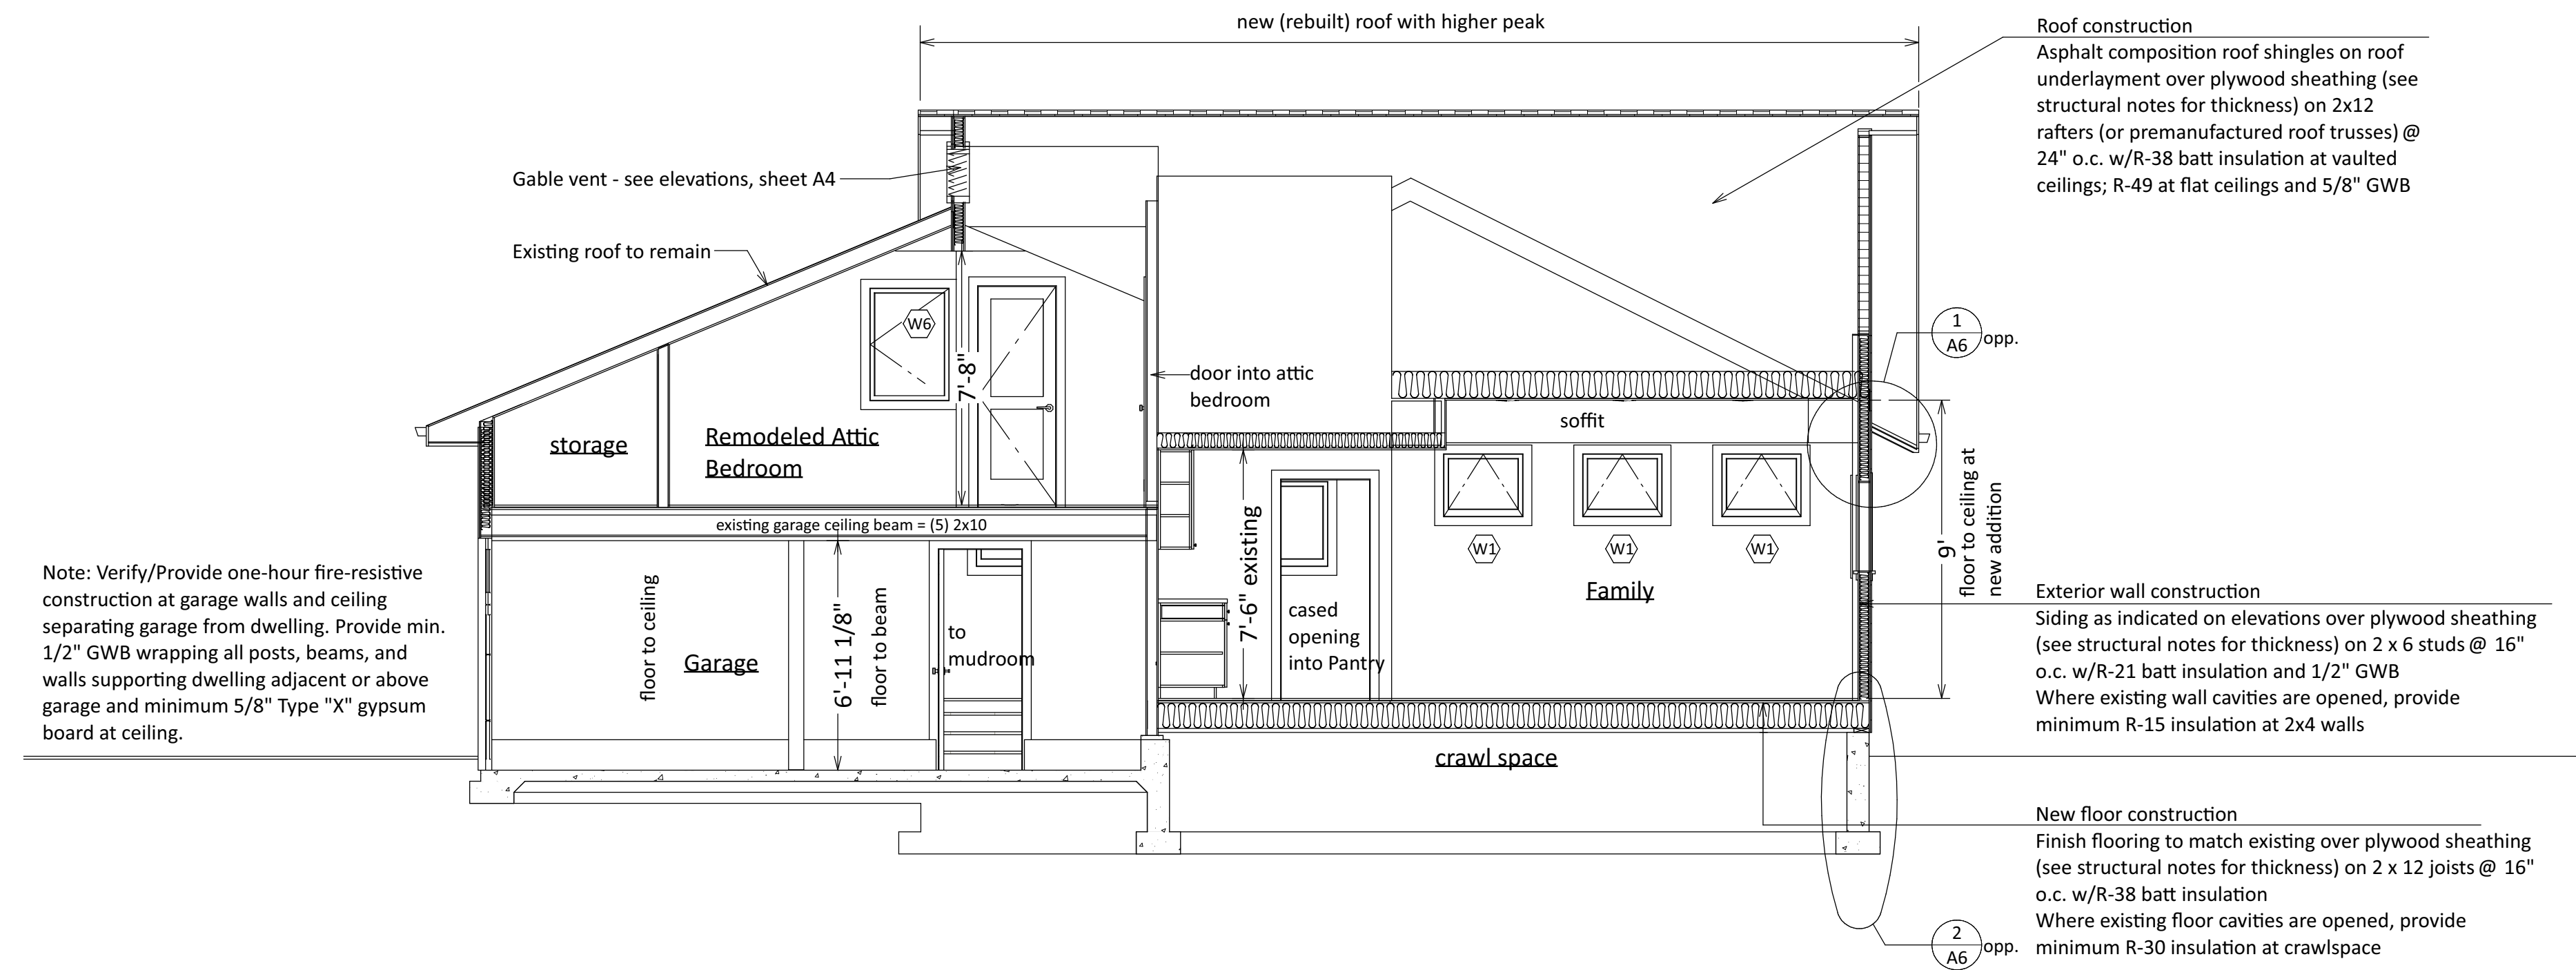 new (rebuilt) roof with higher peak
Roof construction
Asphalt composition roof shingles on roof
underlayment over plywood sheathing (see
structural notes for thickness) on 2x12
rafters (or premanufactured roof trusses) @
24" o.c. w/R-38 batt insulation at vaulted
ceilings; R-49 at flat ceilings and 5/8" GWB
Gable vent - see elevations, sheet A4
Existing roof to remain
W6
7'-8"
1
A6
opp.
door into attic
bedroom
soffit
storage
Remodeled Attic
Bedroom
existing garage ceiling beam = (5) 2x10
W1
W1
W1
7'-6" existing
9'
floor to ceiling at
new addition
Family
cased
opening
into Pantry
Note: Verify/Provide one-hour fire-resistive
construction at garage walls and ceiling
separating garage from dwelling. Provide min.
1/2" GWB wrapping all posts, beams, and
walls supporting dwelling adjacent or above
garage and minimum 5/8" Type "X" gypsum
board at ceiling.
floor to ceiling
Garage
6'-11 1/8"
floor to beam
to
mudroom
Exterior wall construction
Siding as indicated on elevations over plywood sheathing
(see structural notes for thickness) on 2 x 6 studs @ 16"
o.c. w/R-21 batt insulation and 1/2" GWB
Where existing wall cavities are opened, provide
minimum R-15 insulation at 2x4 walls
crawl space
New floor construction
Finish flooring to match existing over plywood sheathing
(see structural notes for thickness) on 2 x 12 joists @ 16"
o.c. w/R-38 batt insulation
Where existing floor cavities are opened, provide
minimum R-30 insulation at crawlspace
2
A6
opp.